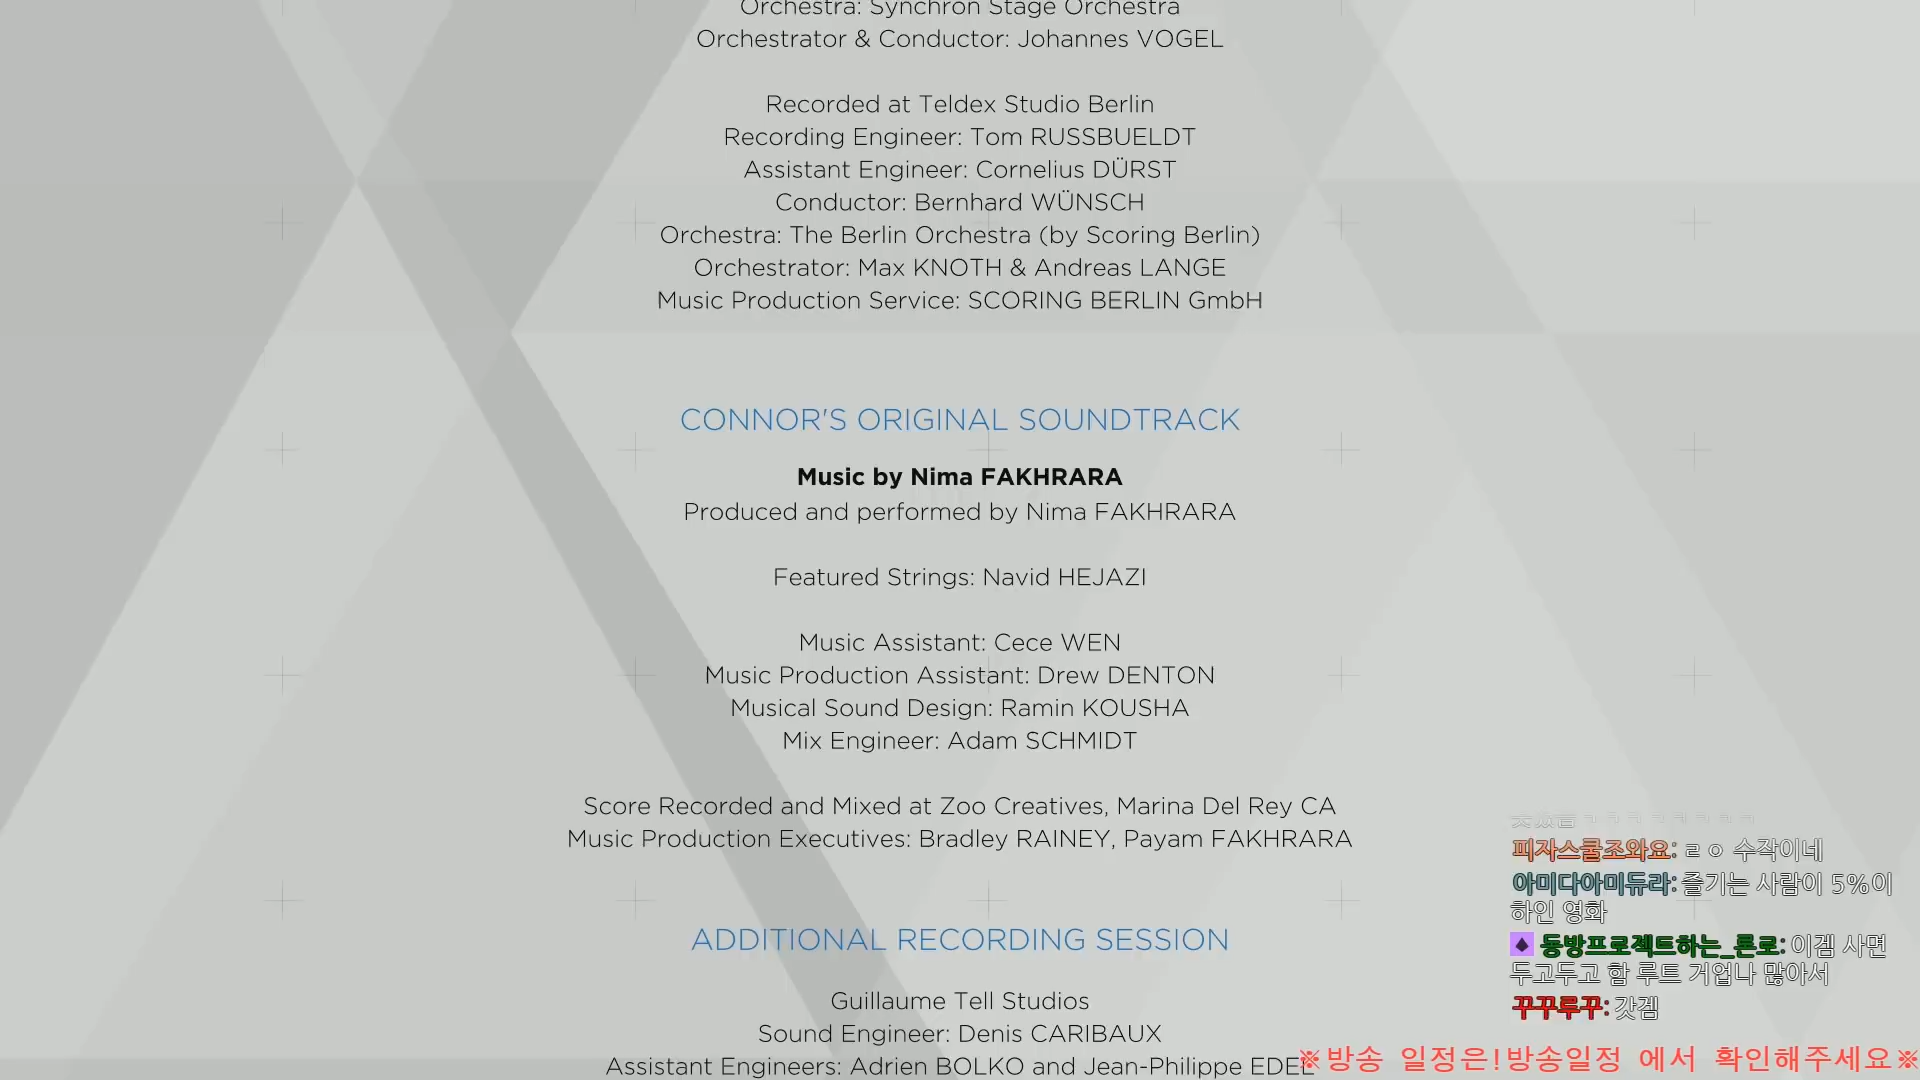 Orchestra: Synchron Stage Orchestra
Orchestrator & Conductor: Johannes VOGEL
Recorded at Teldex Studio Berlin
Recording Engineer: Tom RUSSBUELDT
Assistant Engineer: Cornelius DÜRST
Conductor: Bernhard WÜNSCH
Orchestra: The Berlin Orchestra (by Scoring Berlin)
Orchestrator: Max KNOTH & Andreas LANGE
Music Production Service: SCORING BERLIN GmbH
CONNOR'S ORIGINAL SOUNDTRACK
Music by Nima FAKHRARA
Produced and performed by Nima FAKHRARA
Featured Strings: Navid HEJAZI
Music Assistant: Cece WEN
Music Production Assistant: Drew DENTON
Musical Sound Design: Ramin KOUSHA
Mix Engineer: Adam SCHMIDT
Score Recorded and Mixed at Zoo Creatives, Marina Del Rey CA
Music Production Executives: Bradley RAINEY, Payam FAKHRARA
ADDITIONAL RECORDING SESSION
Guillaume Tell Studios
Sound Engineer: Denis CARIBAUX
Assistant Engineers: Adrien BOLKO and Jean-Philippe EDEL
피자스쿨조와요: ㄹㅇ 수작이네
아미다아미듀라: 즐기는 사람이 5%이
하인 영화
동방프로젝트하는_론로: 이겜 사면
두고두고 함 루트 거업나 많아서
꾸꾸루꾸: 갓겜
※방송 일정은!방송일정 에서 확인해주세요※